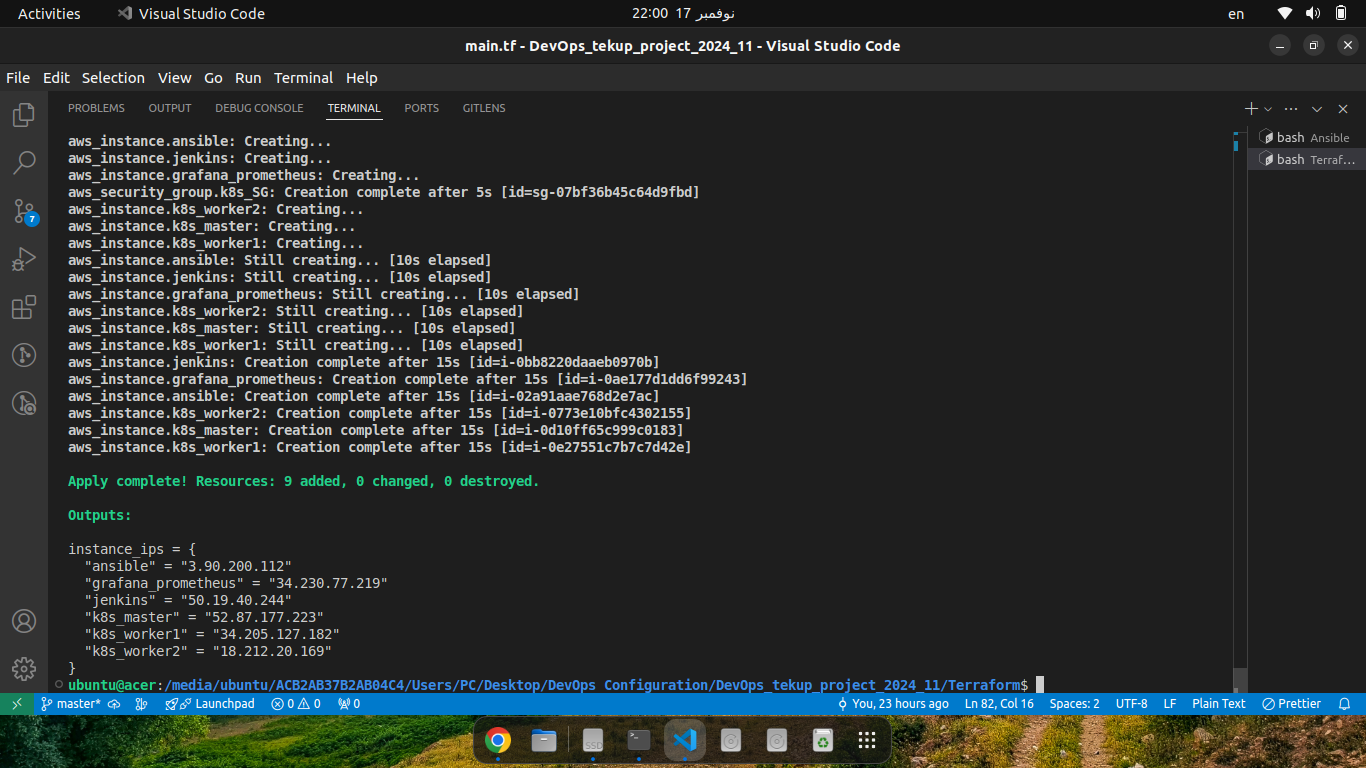 Activities Visual Studio Code 22:00 17 نوفمبر en
main.tf - DevOps_tekup_project_2024_11 - Visual Studio Code
File Edit Selection View Go Run Terminal Help
PROBLEMS OUTPUT DEBUG CONSOLE TERMINAL PORTS GITLENS
bash Ansible
bash Terraf...
7
aws_instance.ansible: Creating...
aws_instance.jenkins: Creating...
aws_instance.grafana_prometheus: Creating...
aws_security_group.k8s_SG: Creation complete after 5s [id=sg-07bf36b45c64d9fbd]
aws_instance.k8s_worker2: Creating...
aws_instance.k8s_master: Creating...
aws_instance.k8s_worker1: Creating...
aws_instance.ansible: Still creating... [10s elapsed]
aws_instance.jenkins: Still creating... [10s elapsed]
aws_instance.grafana_prometheus: Still creating... [10s elapsed]
aws_instance.k8s_worker2: Still creating... [10s elapsed]
aws_instance.k8s_master: Still creating... [10s elapsed]
aws_instance.k8s_worker1: Still creating... [10s elapsed]
aws_instance.jenkins: Creation complete after 15s [id=i-0bb8220daaeb0970b]
aws_instance.grafana_prometheus: Creation complete after 15s [id=i-0ae177d1dd6f99243]
aws_instance.ansible: Creation complete after 15s [id=i-02a91aae768d2e7ac]
aws_instance.k8s_worker2: Creation complete after 15s [id=i-0773e10bfc4302155]
aws_instance.k8s_master: Creation complete after 15s [id=i-0d10ff65c999c0183]
aws_instance.k8s_worker1: Creation complete after 15s [id=i-0e27551c7b7c7d42e]
Apply complete! Resources: 9 added, 0 changed, 0 destroyed.
Outputs:
instance_ips = {
"ansible" = "3.90.200.112"
"grafana_prometheus" = "34.230.77.219"
"jenkins" = "50.19.40.244"
"k8s_master" = "52.87.177.223"
"k8s_worker1" = "34.205.127.182"
"k8s_worker2" = "18.212.20.169"
}
ubuntu@acer:/media/ubuntu/ACB2AB37B2AB04C4/Users/PC/Desktop/DevOps Configuration/DevOps_tekup_project_2024_11/Terraform$
master* Launchpad 0 0 0 You, 23 hours ago Ln 82, Col 16 Spaces: 2 UTF-8 LF Plain Text Prettier
SSD